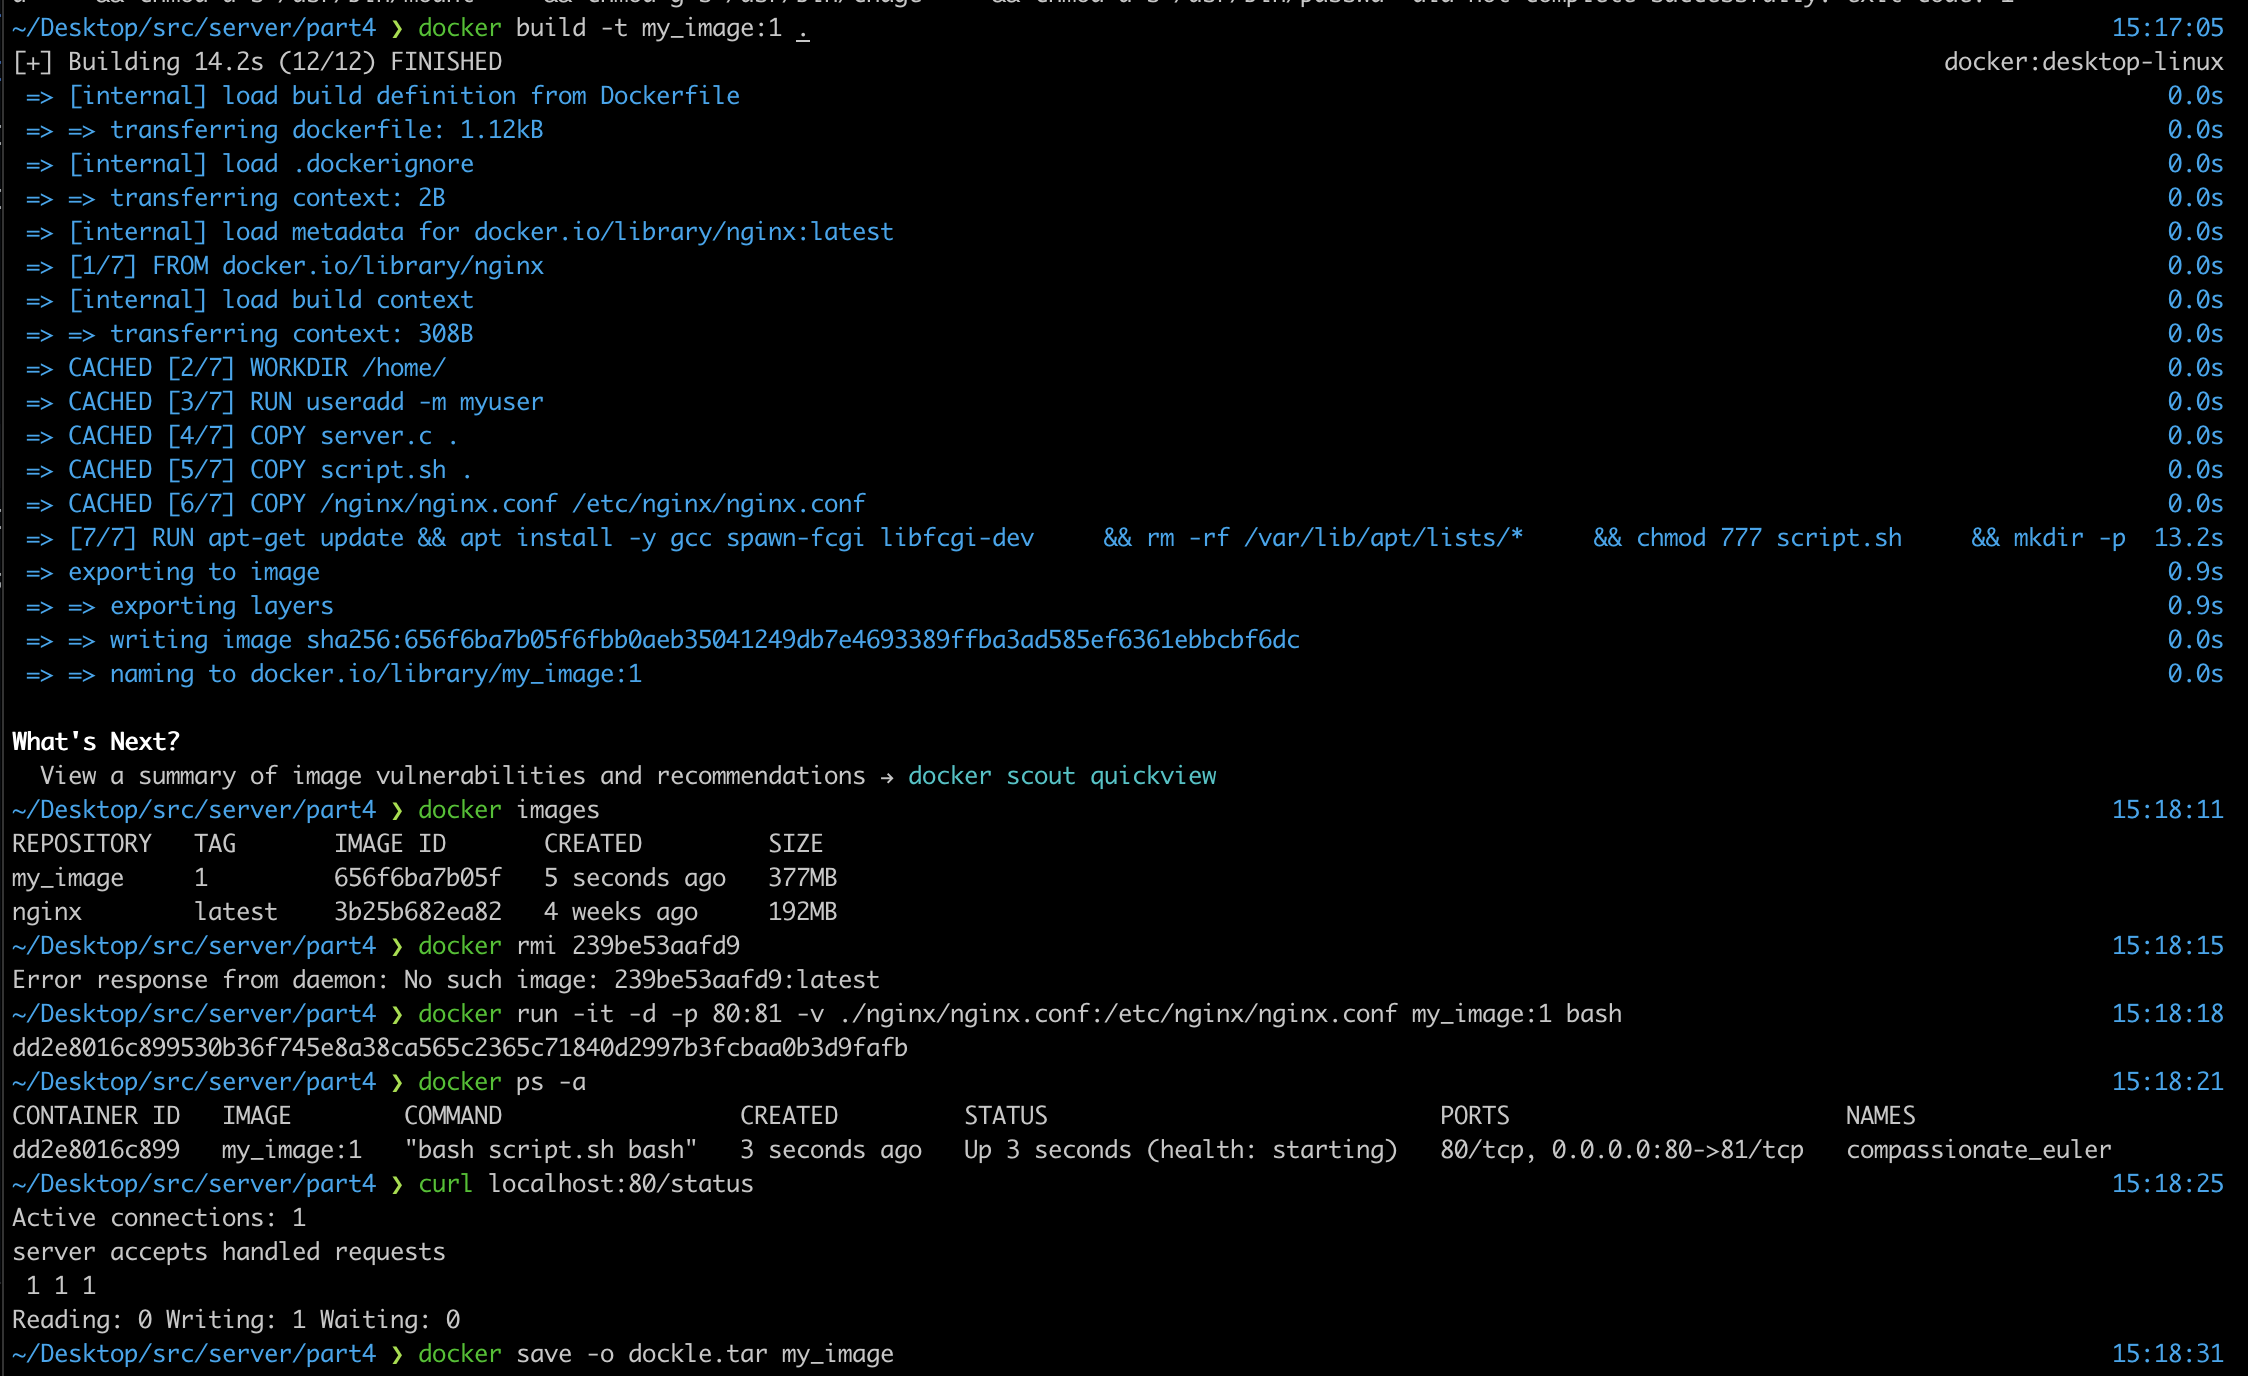 ~/Desktop/src/server/part4 ❯ docker build -t my_image:1 . 15:17:05
[+] Building 14.2s (12/12) FINISHED docker:desktop-linux
=> [internal] load build definition from Dockerfile 0.0s
=> => transferring dockerfile: 1.12kB 0.0s
=> [internal] load .dockerignore 0.0s
=> => transferring context: 2B 0.0s
=> [internal] load metadata for docker.io/library/nginx:latest 0.0s
=> [1/7] FROM docker.io/library/nginx 0.0s
=> [internal] load build context 0.0s
=> => transferring context: 308B 0.0s
=> CACHED [2/7] WORKDIR /home/ 0.0s
=> CACHED [3/7] RUN useradd -m myuser 0.0s
=> CACHED [4/7] COPY server.c . 0.0s
=> CACHED [5/7] COPY script.sh . 0.0s
=> CACHED [6/7] COPY /nginx/nginx.conf /etc/nginx/nginx.conf 0.0s
=> [7/7] RUN apt-get update && apt install -y gcc spawn-fcgi libfcgi-dev && rm -rf /var/lib/apt/lists/* && chmod 777 script.sh && mkdir -p 13.2s
=> exporting to image 0.9s
=> => exporting layers 0.9s
=> => writing image sha256:656f6ba7b05f6fbb0aeb35041249db7e4693389ffba3ad585ef6361ebbcbf6dc 0.0s
=> => naming to docker.io/library/my_image:1 0.0s
What's Next?
View a summary of image vulnerabilities and recommendations → docker scout quickview
~/Desktop/src/server/part4 ❯ docker images 15:18:11
REPOSITORY TAG IMAGE ID CREATED SIZE
my_image 1 656f6ba7b05f 5 seconds ago 377MB
nginx latest 3b25b682ea82 4 weeks ago 192MB
~/Desktop/src/server/part4 ❯ docker rmi 239be53aafd9 15:18:15
Error response from daemon: No such image: 239be53aafd9:latest
~/Desktop/src/server/part4 ❯ docker run -it -d -p 80:81 -v ./nginx/nginx.conf:/etc/nginx/nginx.conf my_image:1 bash 15:18:18
dd2e8016c899530b36f745e8a38ca565c2365c71840d2997b3fcbaa0b3d9fafb
~/Desktop/src/server/part4 ❯ docker ps -a 15:18:21
CONTAINER ID IMAGE COMMAND CREATED STATUS PORTS NAMES
dd2e8016c899 my_image:1 "bash script.sh bash" 3 seconds ago Up 3 seconds (health: starting) 80/tcp, 0.0.0.0:80->81/tcp compassionate_euler
~/Desktop/src/server/part4 ❯ curl localhost:80/status 15:18:25
Active connections: 1
server accepts handled requests
1 1 1
Reading: 0 Writing: 1 Waiting: 0
~/Desktop/src/server/part4 ❯ docker save -o dockle.tar my_image 15:18:31